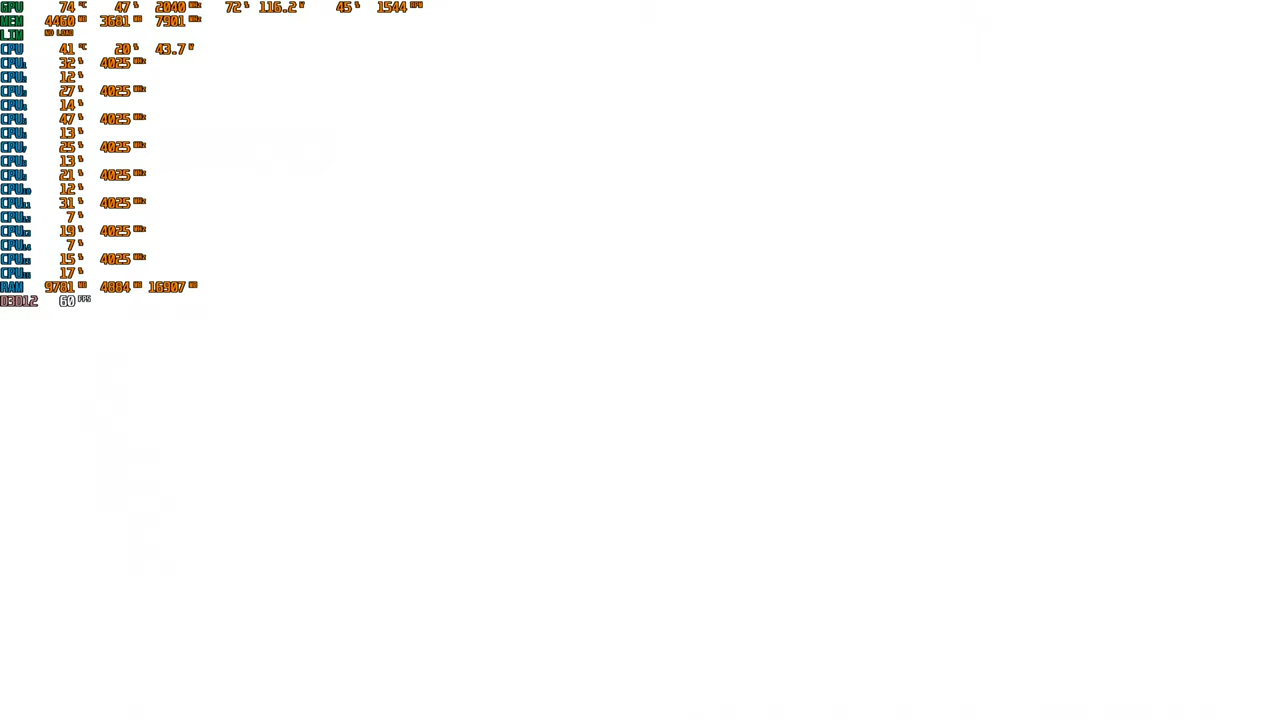 GPU 74 °C 47 % 2040 MHz 72 % 116.2 W 45 % 1544 RPM
MEM 4460 MB 3681 MB 7901 MHz
LIM NO LOAD
CPU 41 °C 20 % 43.7 W
CPU1 32 % 4025 MHz
CPU2 12 %
CPU3 27 % 4025 MHz
CPU4 14 %
CPU5 47 % 4025 MHz
CPU6 13 %
CPU7 25 % 4025 MHz
CPU8 13 %
CPU9 21 % 4025 MHz
CPU10 12 %
CPU11 31 % 4025 MHz
CPU12 7 %
CPU13 19 % 4025 MHz
CPU14 7 %
CPU15 15 % 4025 MHz
CPU16 17 %
RAM 9781 MB 4884 MB 16907 MB
D3D12 60 FPS